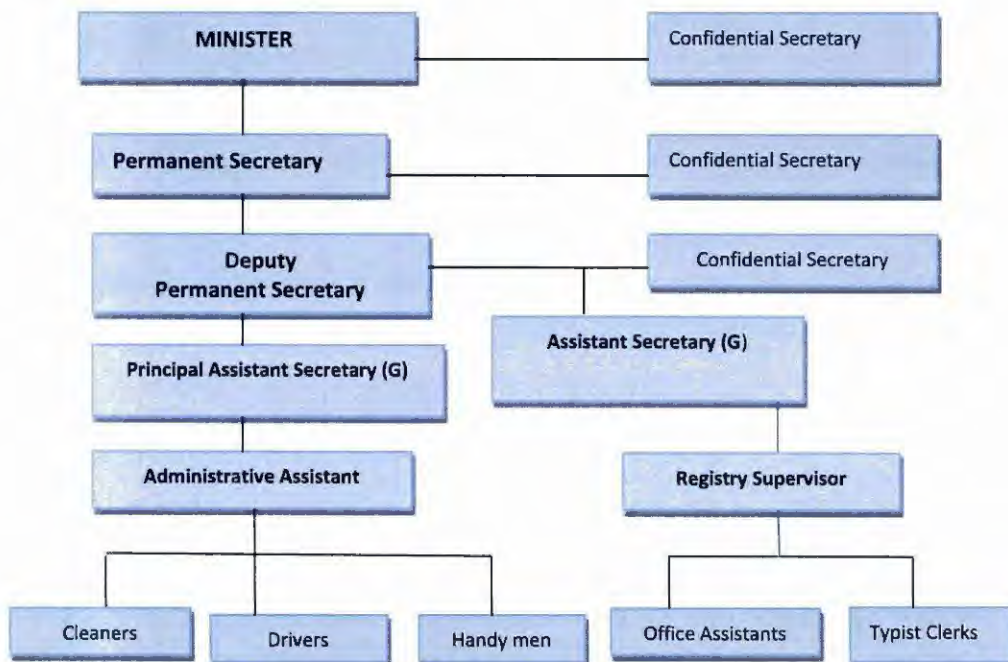 MINISTER
Confidential Secretary
Permanent Secretary
Confidential Secretary
Deputy
Permanent Secretary
Confidential Secretary
Assistant Secretary (G)
Principal Assistant Secretary (G)
Administrative Assistant
Registry Supervisor
Cleaners
Drivers
Handy men
Office Assistants
Typist Clerks